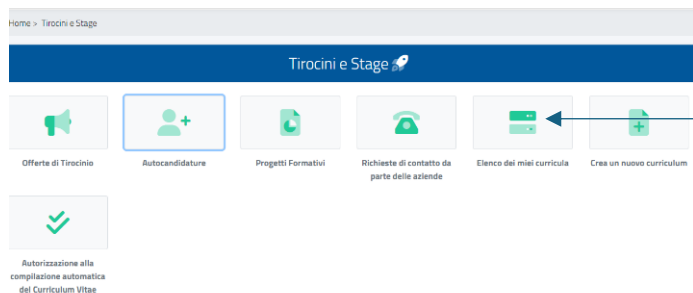 Home > Tirocini e Stage
Tirocini e Stage
Offerte di Tirocinio
Autocandidature
Progetti Formativi
Richieste di contatto da
parte delle aziende
Elenco dei miei curricula
Crea un nuovo curriculum
Autorizzazione alla
compilazione automatica
del Curriculum Vitae